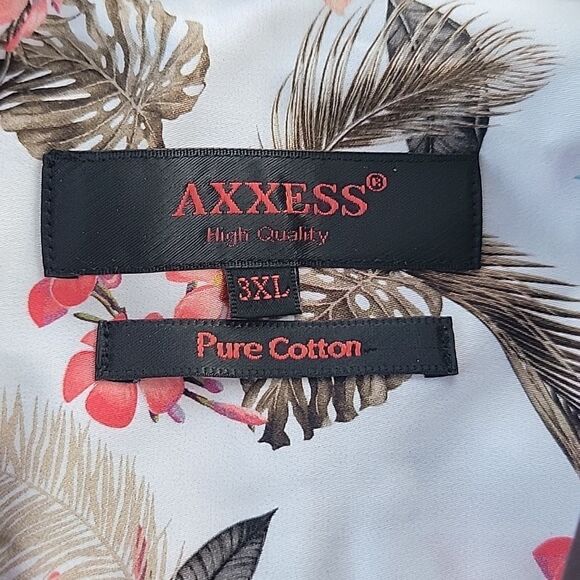 AXXESS®
High Quality
3XL
Pure Cotton